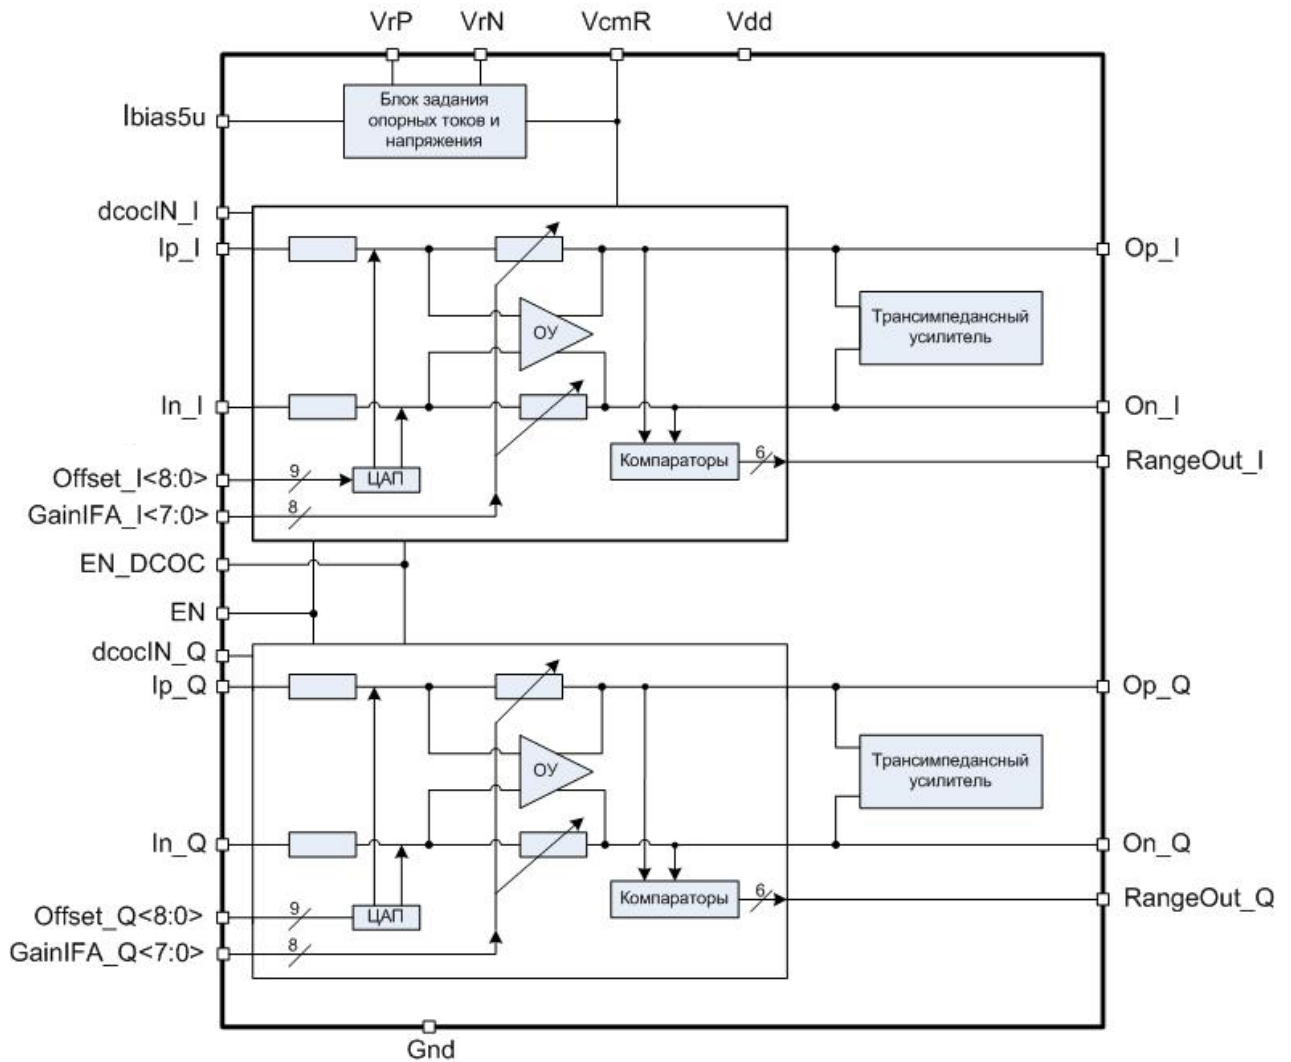 VrP VrN VcmR Vdd
Ibias5u
Блок задания
опорных токов и
напряжения
dcocIN_I
Ip_I
Op_I
Трансимпедансный
усилитель
ОУ
In_I
On_I
Компараторы
6
RangeOut_I
Offset_I<8:0>
9
ЦАП
GainIFA_I<7:0>
8
EN_DCOC
EN
dcocIN_Q
Ip_Q
Op_Q
Трансимпедансный
усилитель
ОУ
In_Q
On_Q
Компараторы
6
RangeOut_Q
Offset_Q<8:0>
9
ЦАП
GainIFA_Q<7:0>
8
Gnd